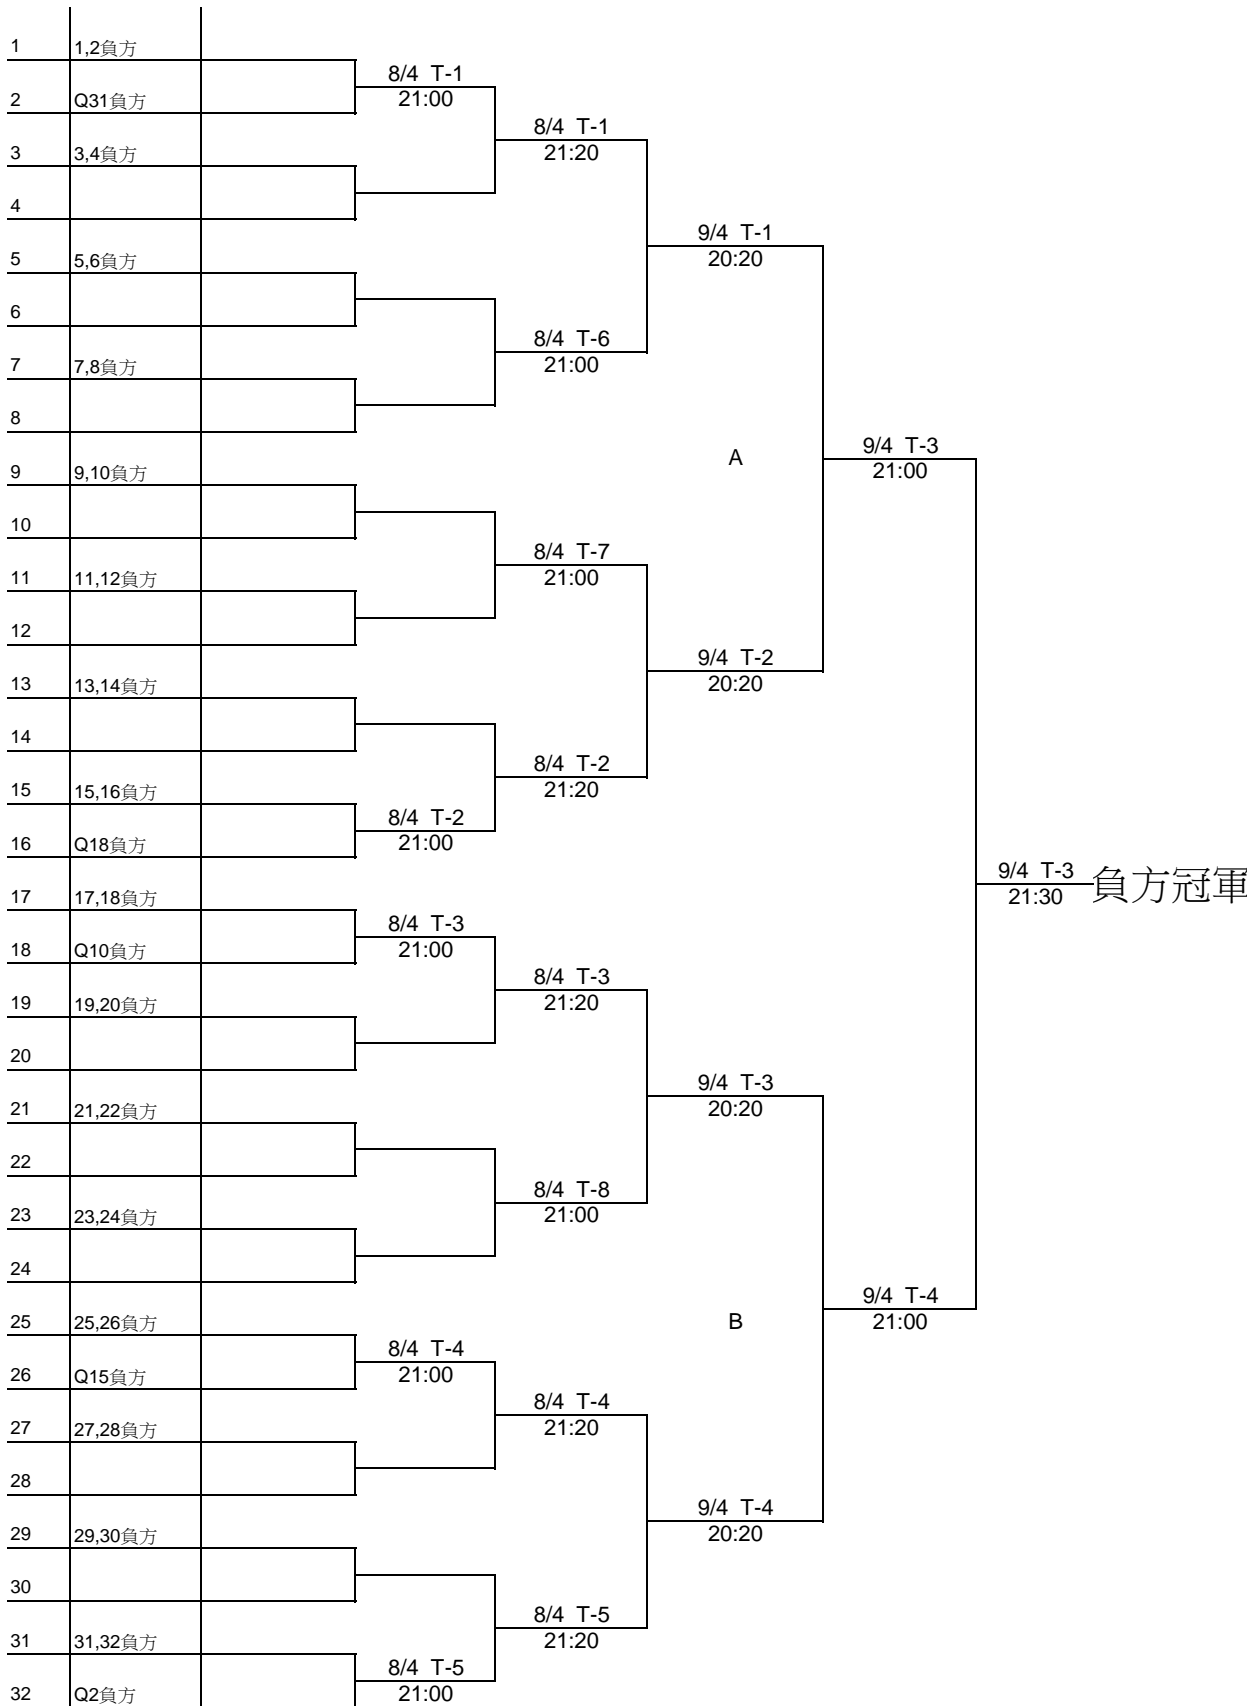 1 1,2負方
8/4 T-1
2 Q31負方
21:00
8/4 T-1
3 3,4負方
21:20
4
9/4 T-1
5 5,6負方
20:20
6
8/4 T-6
7 7,8負方
21:00
8
9/4 T-3
A
9 9,10負方
21:00
10
8/4 T-7
11 11,12負方
21:00
12
9/4 T-2
13 13,14負方
20:20
14
8/4 T-2
15 15,16負方
21:20
8/4 T-2
16 Q18負方
21:00
9/4 T-3 負方冠軍
17 17,18負方
21:30
8/4 T-3
18 Q10負方
21:00
8/4 T-3
19 19,20負方
21:20
20
9/4 T-3
21 21,22負方
20:20
22
8/4 T-8
23 23,24負方
21:00
24
9/4 T-4
25 25,26負方
B
21:00
8/4 T-4
26 Q15負方
21:00
8/4 T-4
27 27,28負方
21:20
28
9/4 T-4
29 29,30負方
20:20
30
8/4 T-5
31 31,32負方
21:20
8/4 T-5
32 Q2負方
21:00